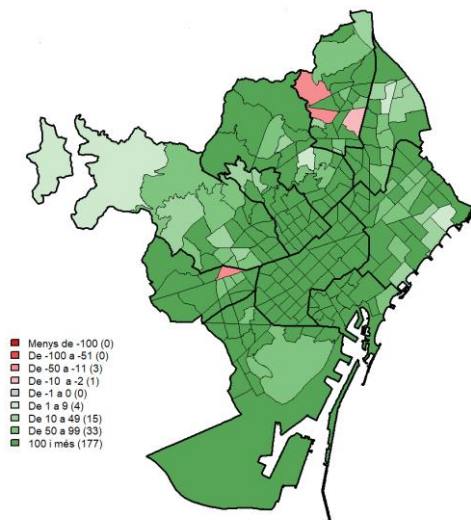 Menys de -100 (0)
De -100 a -51 (0)
De -50 a -11 (3)
De -10 a -2 (1)
De -1 a 0 (0)
De 1 a 9 (4)
De 10 a 49 (15)
De 50 a 99 (33)
100 i més (177)